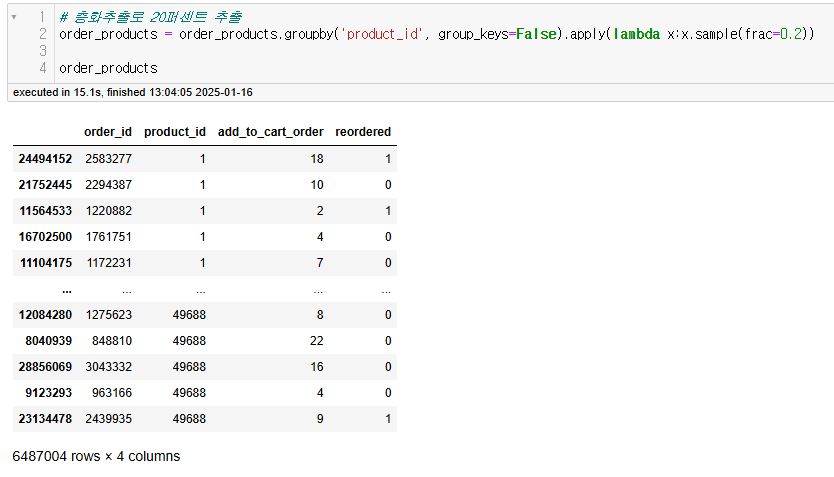 1 # 층화추출로 20퍼센트 추출
2 order_products = order_products.groupby('product_id', group_keys=False).apply(lambda x:x.sample(frac=0.2))
3
4 order_products
executed in 15.1s, finished 13:04:05 2025-01-16
order_id product_id add_to_cart_order reordered
24494152 2583277 1 18 1
21752445 2294387 1 10 0
11564533 1220882 1 2 1
16702500 1761751 1 4 0
11104175 1172231 1 7 0
... ... ... ... ...
12084280 1275623 49688 8 0
8040939 848810 49688 22 0
28856069 3043332 49688 16 0
9123293 963166 49688 4 0
23134478 2439935 49688 9 1
6487004 rows × 4 columns